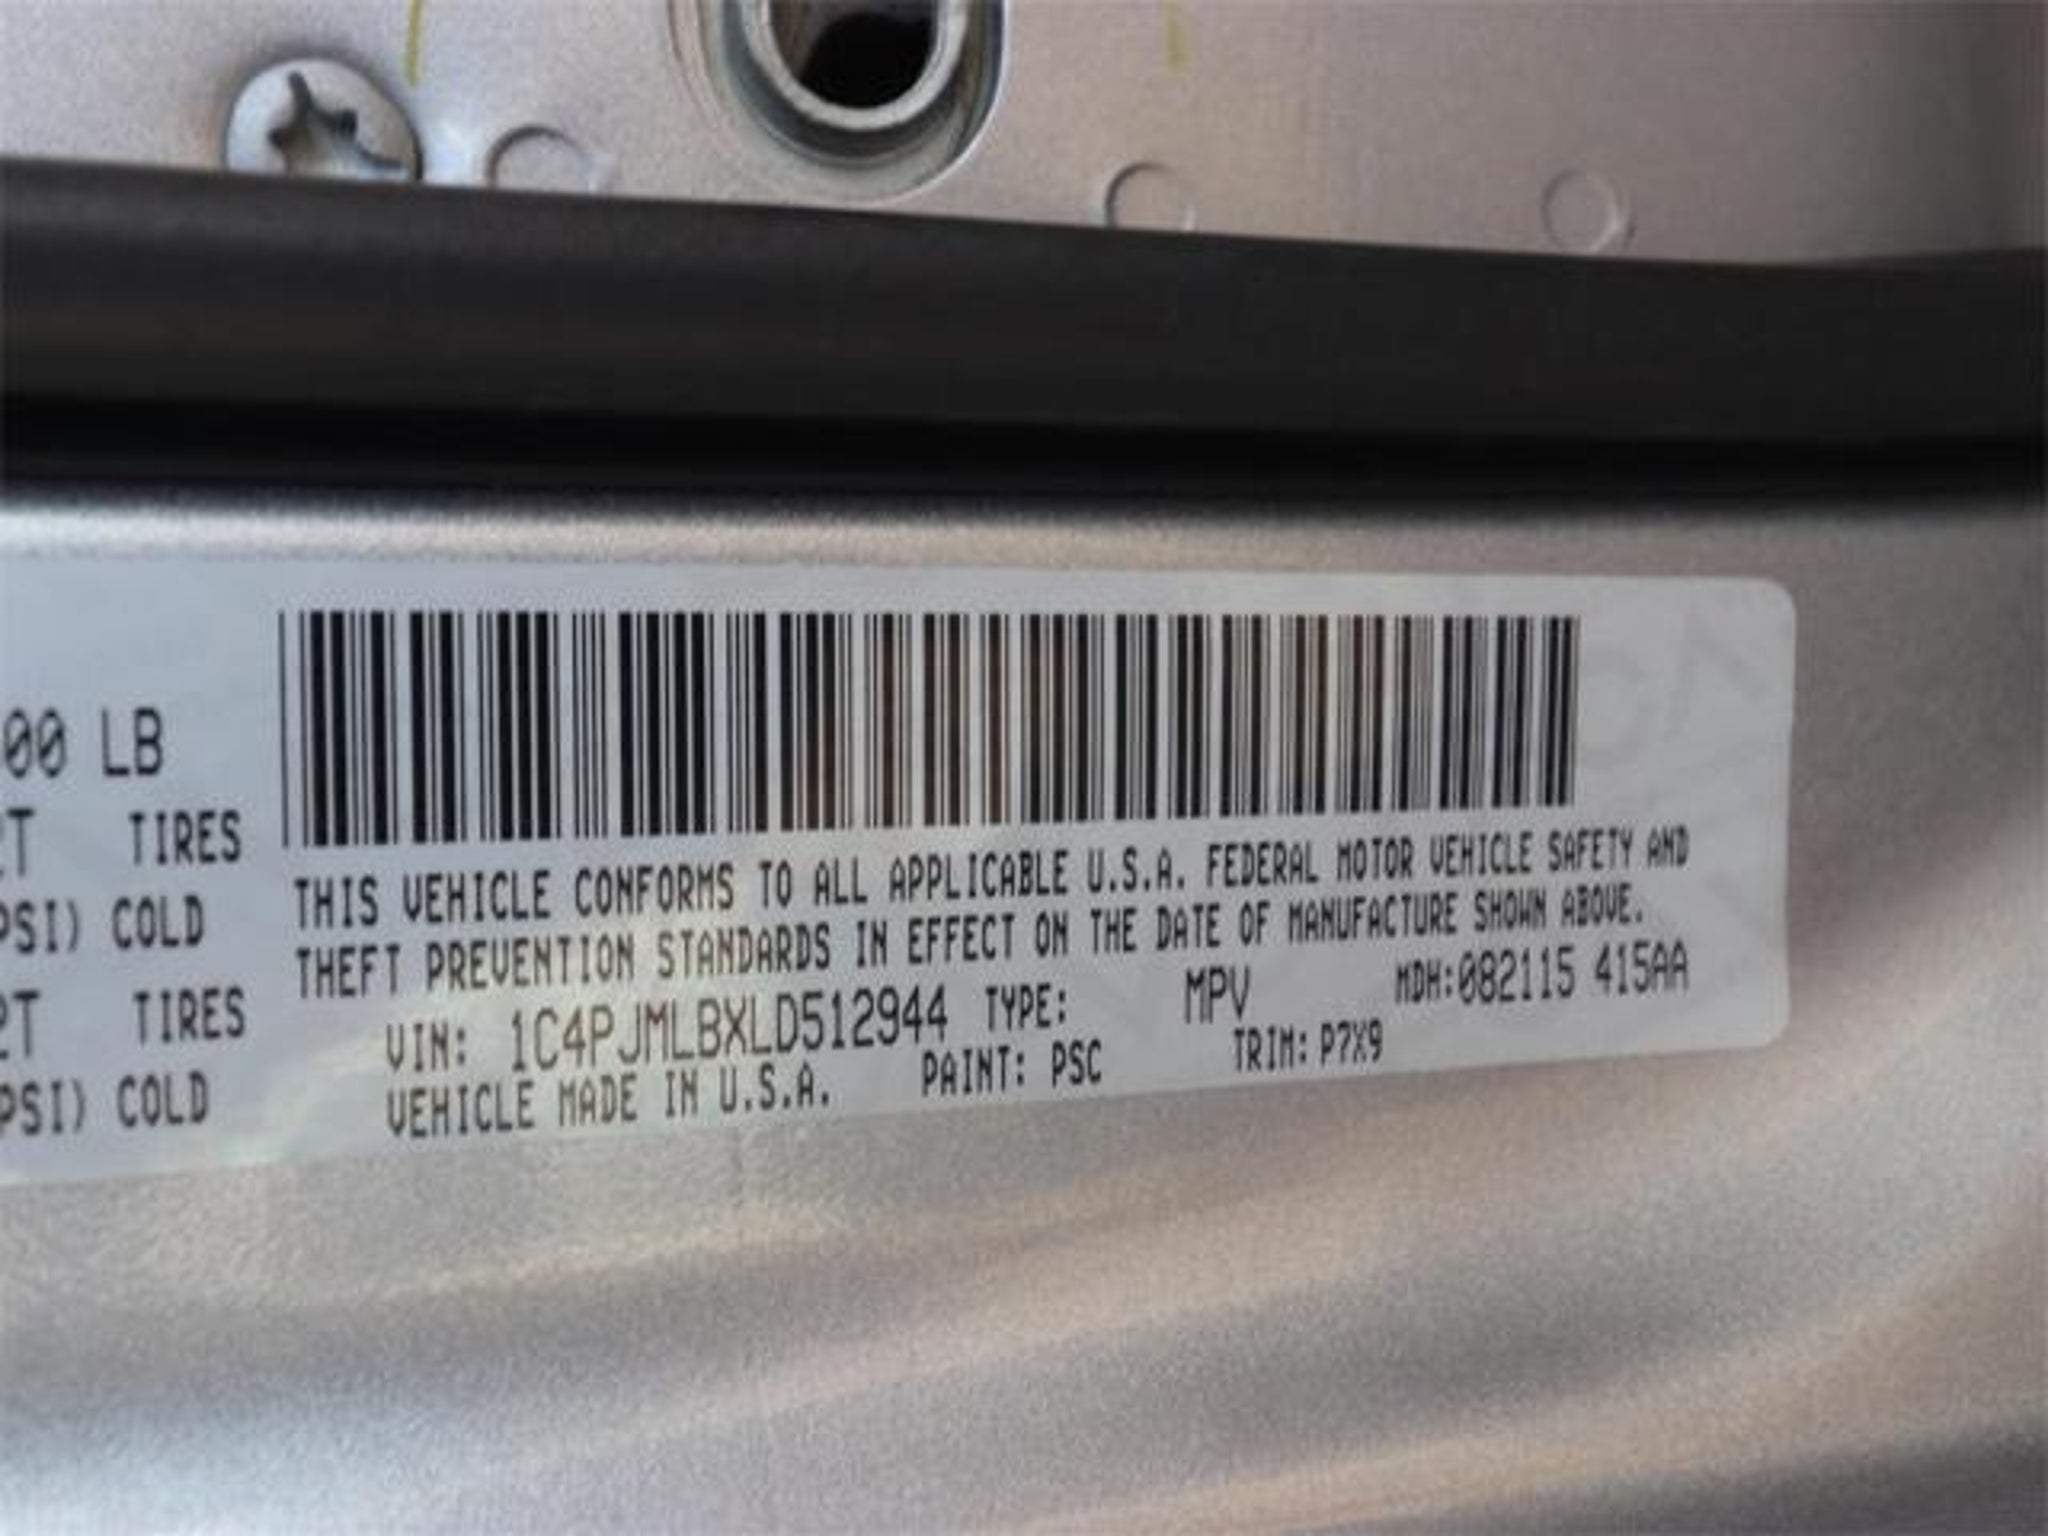 00 LB
TIRES
PSI) COLD
TIRES
PSI) COLD
THIS VEHICLE CONFORMS TO ALL APPLICABLE U.S.A. FEDERAL MOTOR VEHICLE SAFETY AND
THEFT PREVENTION STANDARDS IN EFFECT ON THE DATE OF MANUFACTURE SHOWN ABOVE.
VIN: 1C4PJMLBXLD512944 TYPE: MPV MDH:082115 415AA
VEHICLE MADE IN U.S.A. PAINT: PSC TRIM: P7X9